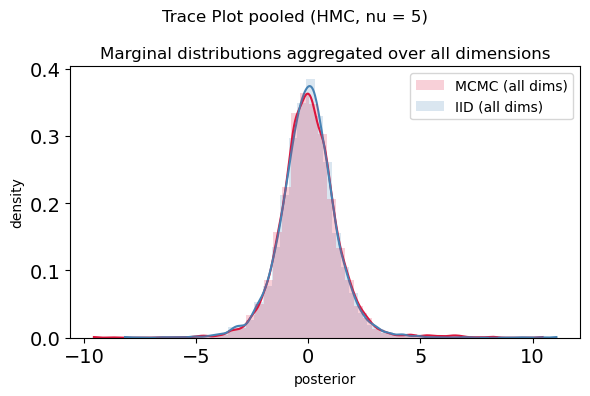 Trace Plot pooled (HMC, nu = 5)
Marginal distributions aggregated over all dimensions
MCMC (all dims)
IID (all dims)
density
0.4
0.3
0.2
0.1
0.0
−10
−5
0
5
10
posterior